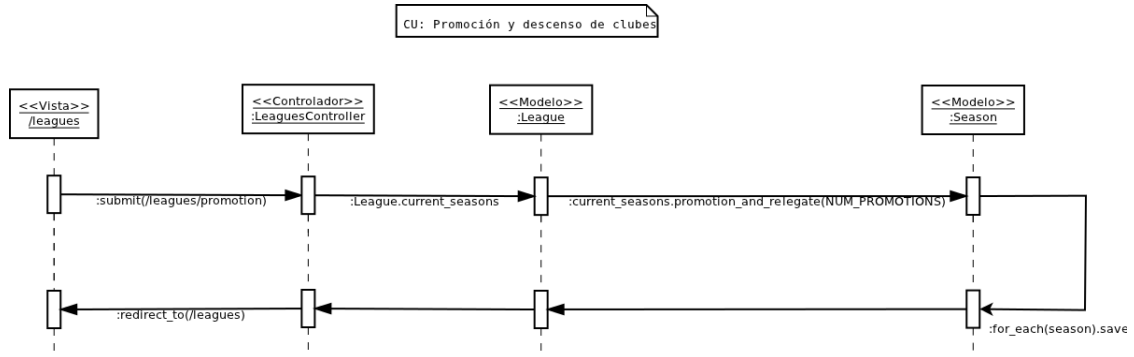 CU: Promoción y descenso de clubes
<<Vista>>
/leagues
<<Controlador>>
:LeaguesController
<<Modelo>>
:League
<<Modelo>>
:Season
:submit(/leagues/promotion)
:League.current_seasons
:current_seasons.promotion_and_relegate(NUM_PROMOTIONS)
:redirect_to(/leagues)
:for_each(season).save